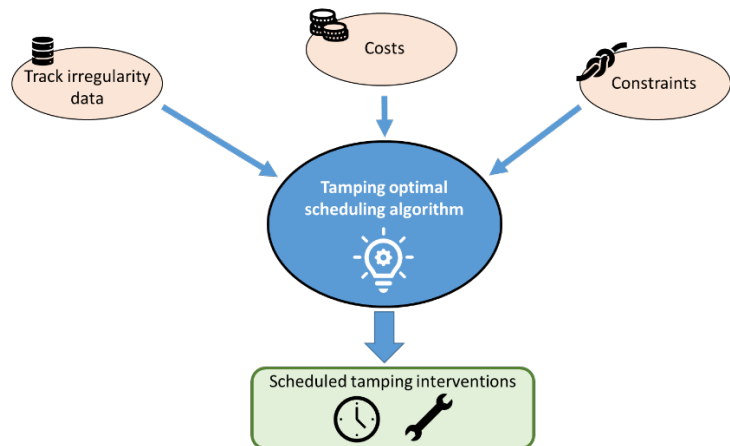 Track irregularity
data
Costs
Constraints
Tamping optimal
scheduling algorithm
Scheduled tamping interventions